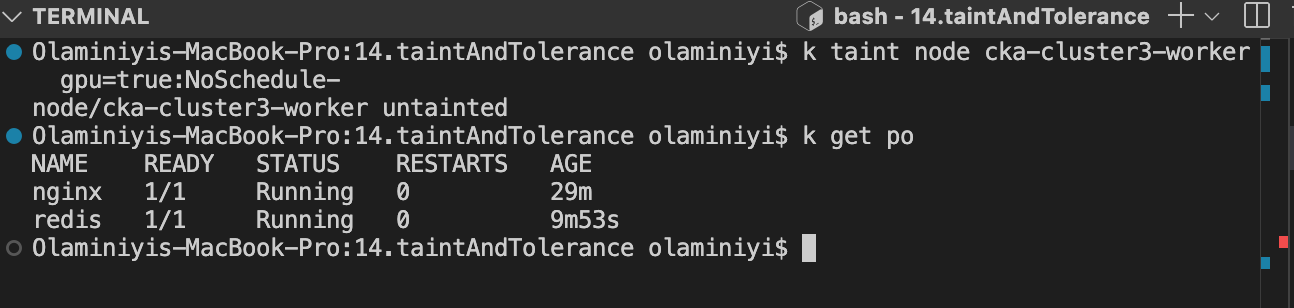 TERMINAL
bash - 14.taintAndTolerance
Olaminiyis-MacBook-Pro:14.taintAndTolerance olaminiyi$ k taint node cka-cluster3-worker
gpu=true:NoSchedule-
node/cka-cluster3-worker untainted
Olaminiyis-MacBook-Pro:14.taintAndTolerance olaminiyi$ k get po
NAME READY STATUS RESTARTS AGE
nginx 1/1 Running 0 29m
redis 1/1 Running 0 9m53s
Olaminiyis-MacBook-Pro:14.taintAndTolerance olaminiyi$